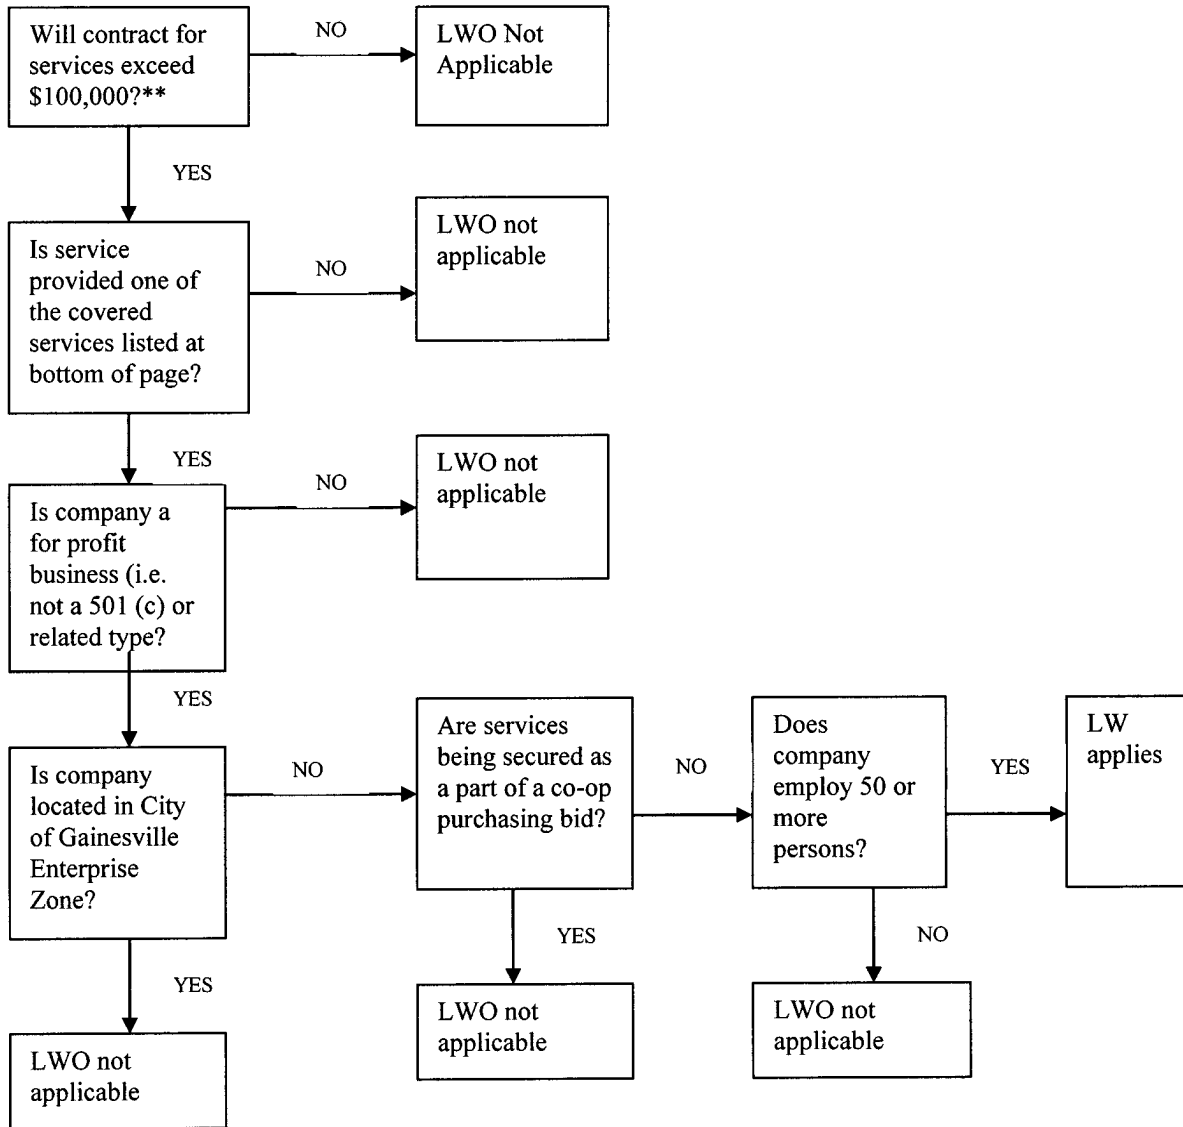 Will contract for
services exceed
$100,000?**
NO
LWO Not
Applicable
YES
Is service
provided one of
the covered
services listed at
bottom of page?
NO
LWO not
applicable
YES
Is company a
for profit
business (i.e.
not a 501 (c) or
related type?
NO
LWO not
applicable
YES
Is company
located in City
of Gainesville
Enterprise
Zone?
NO
Are services
being secured as
a part of a co-op
purchasing bid?
NO
Does
company
employ 50 or
more
persons?
YES
LW
applies
YES
LWO not
applicable
YES
LWO not
applicable
NO
LWO not
applicable